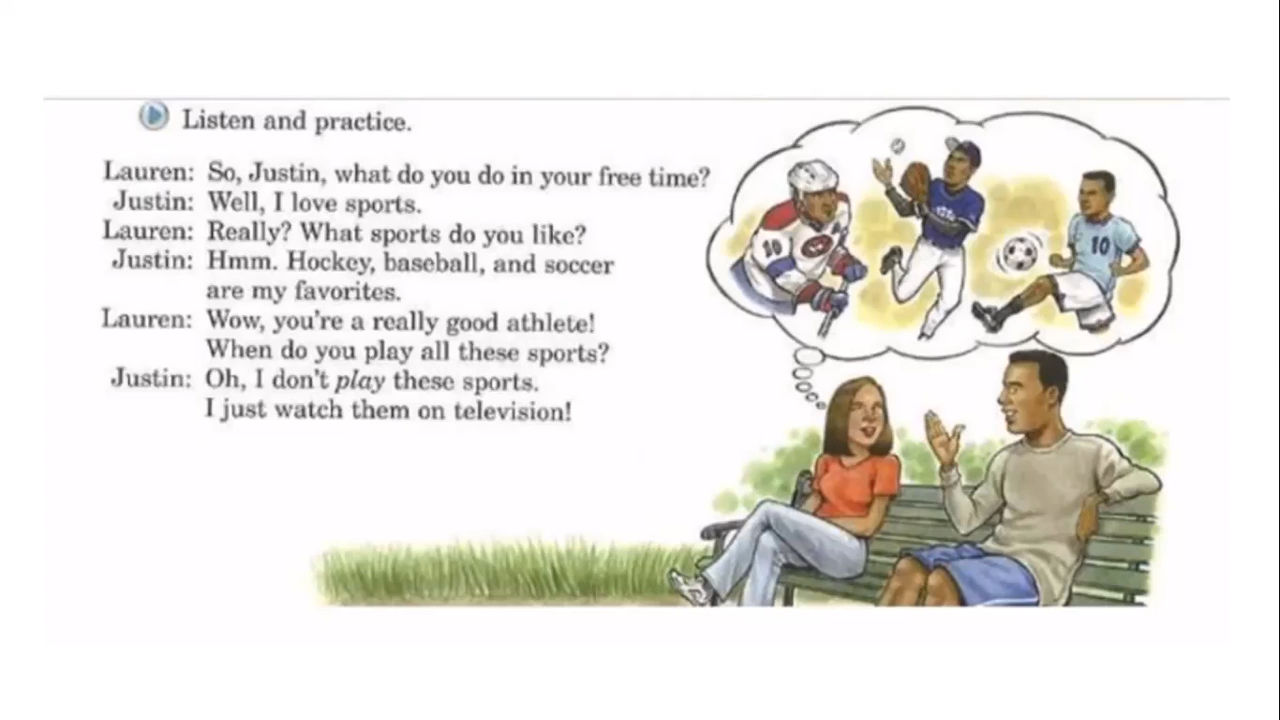 Listen and practice.
Lauren: So, Justin, what do you do in your free time?
Justin: Well, I love sports.
Lauren: Really? What sports do you like?
Justin: Hmm. Hockey, baseball, and soccer
are my favorites.
Lauren: Wow, you're a really good athlete!
When do you play all these sports?
Justin: Oh, I don't play these sports.
I just watch them on television!
10
10